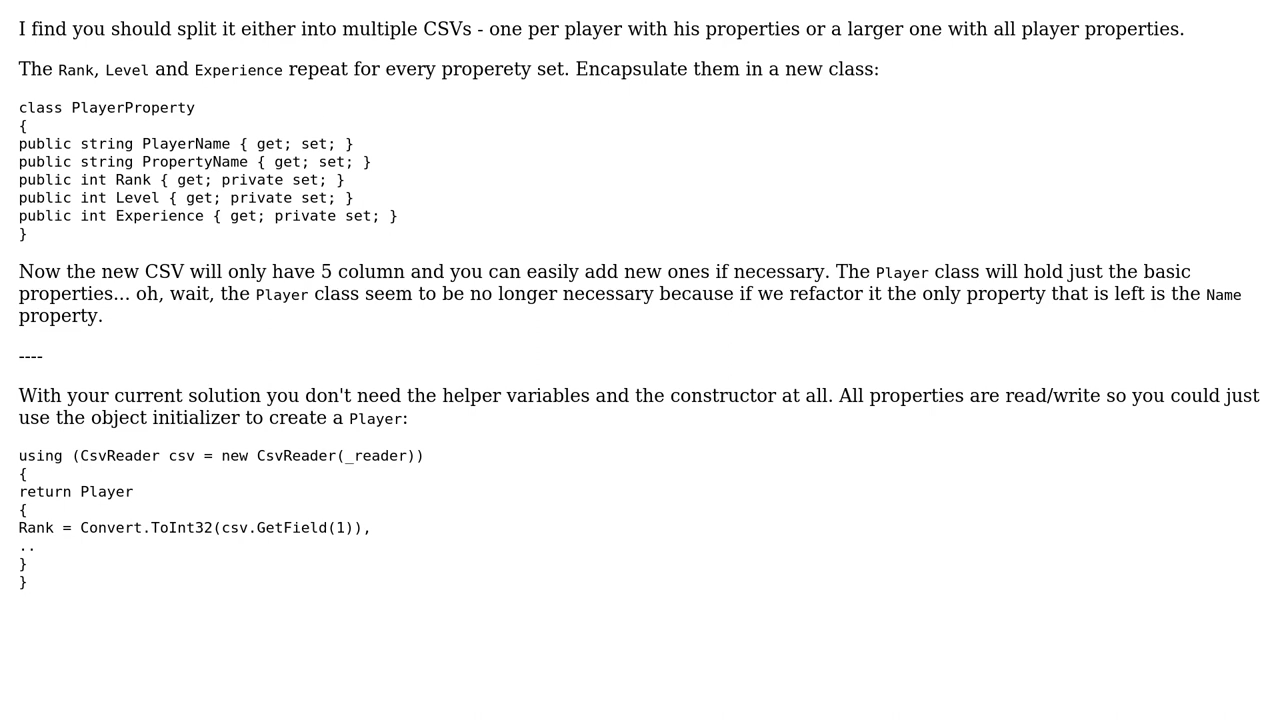 I find you should split it either into multiple CSVs - one per player with his properties or a larger one with all player properties.
The Rank, Level and Experience repeat for every properety set. Encapsulate them in a new class:
class PlayerProperty
{
public string PlayerName { get; set; }
public string PropertyName { get; set; }
public int Rank { get; private set; }
public int Level { get; private set; }
public int Experience { get; private set; }
}
Now the new CSV will only have 5 column and you can easily add new ones if necessary. The Player class will hold just the basic
properties... oh, wait, the Player class seem to be no longer necessary because if we refactor it the only property that is left is the Name
property.
----
With your current solution you don't need the helper variables and the constructor at all. All properties are read/write so you could just
use the object initializer to create a Player:
using (CsvReader csv = new CsvReader(_reader))
{
return Player
{
Rank = Convert.ToInt32(csv.GetField(1)),
..
}
}